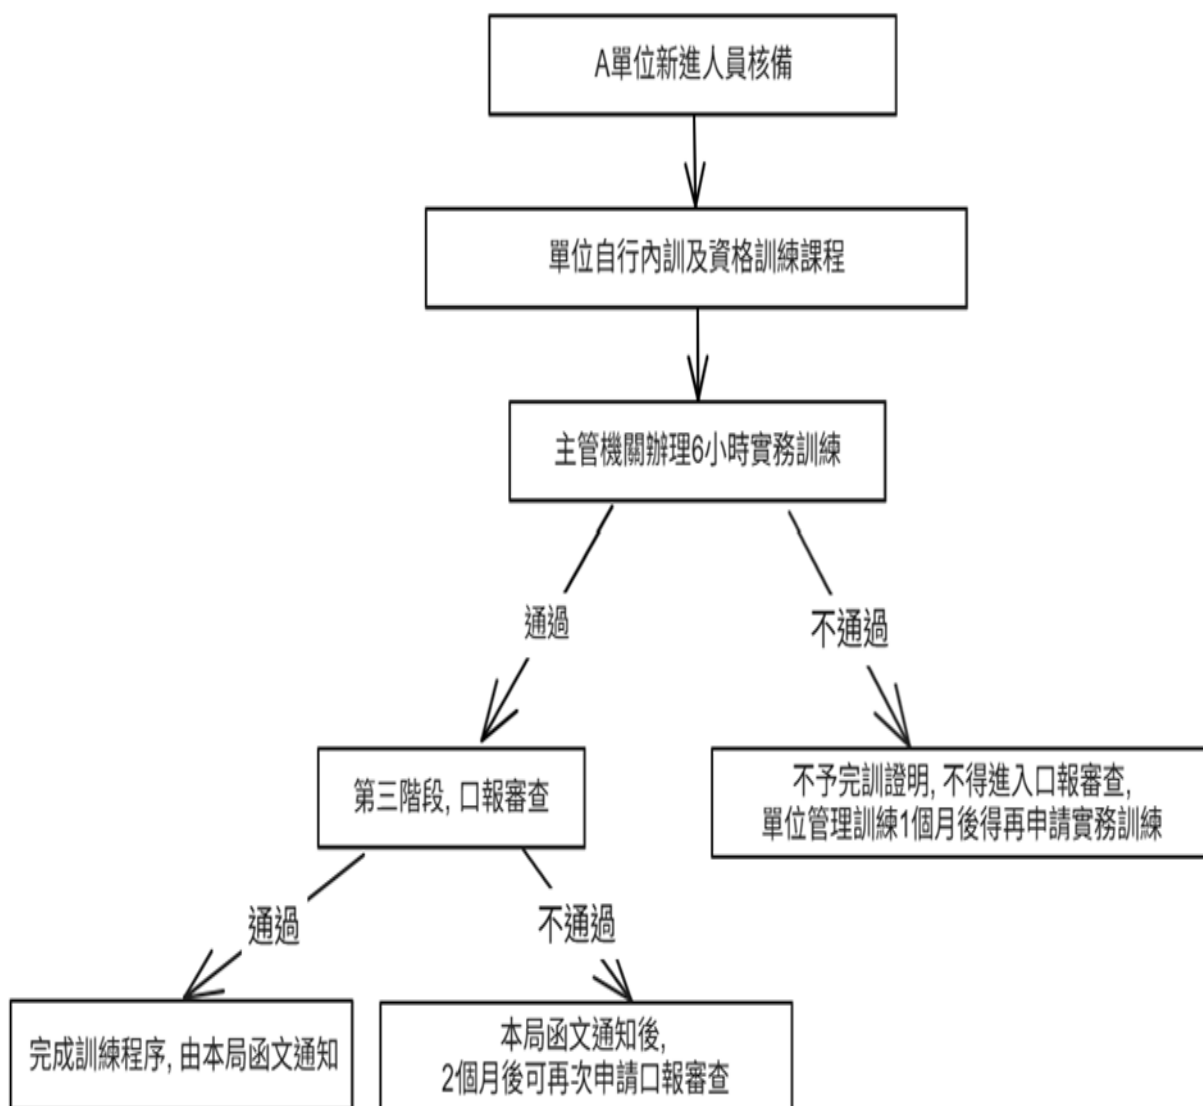 A單位新進人員核備
單位自行內訓及資格訓練課程
主管機關辦理6小時實務訓練
通過
不通過
第三階段, 口報審查
不予完訓證明, 不得進入口報審查,
單位管理訓練1個月後得再申請實務訓練
通過
不通過
完成訓練程序, 由本局函文通知
本局函文通知後,
2個月後可再次申請口報審查